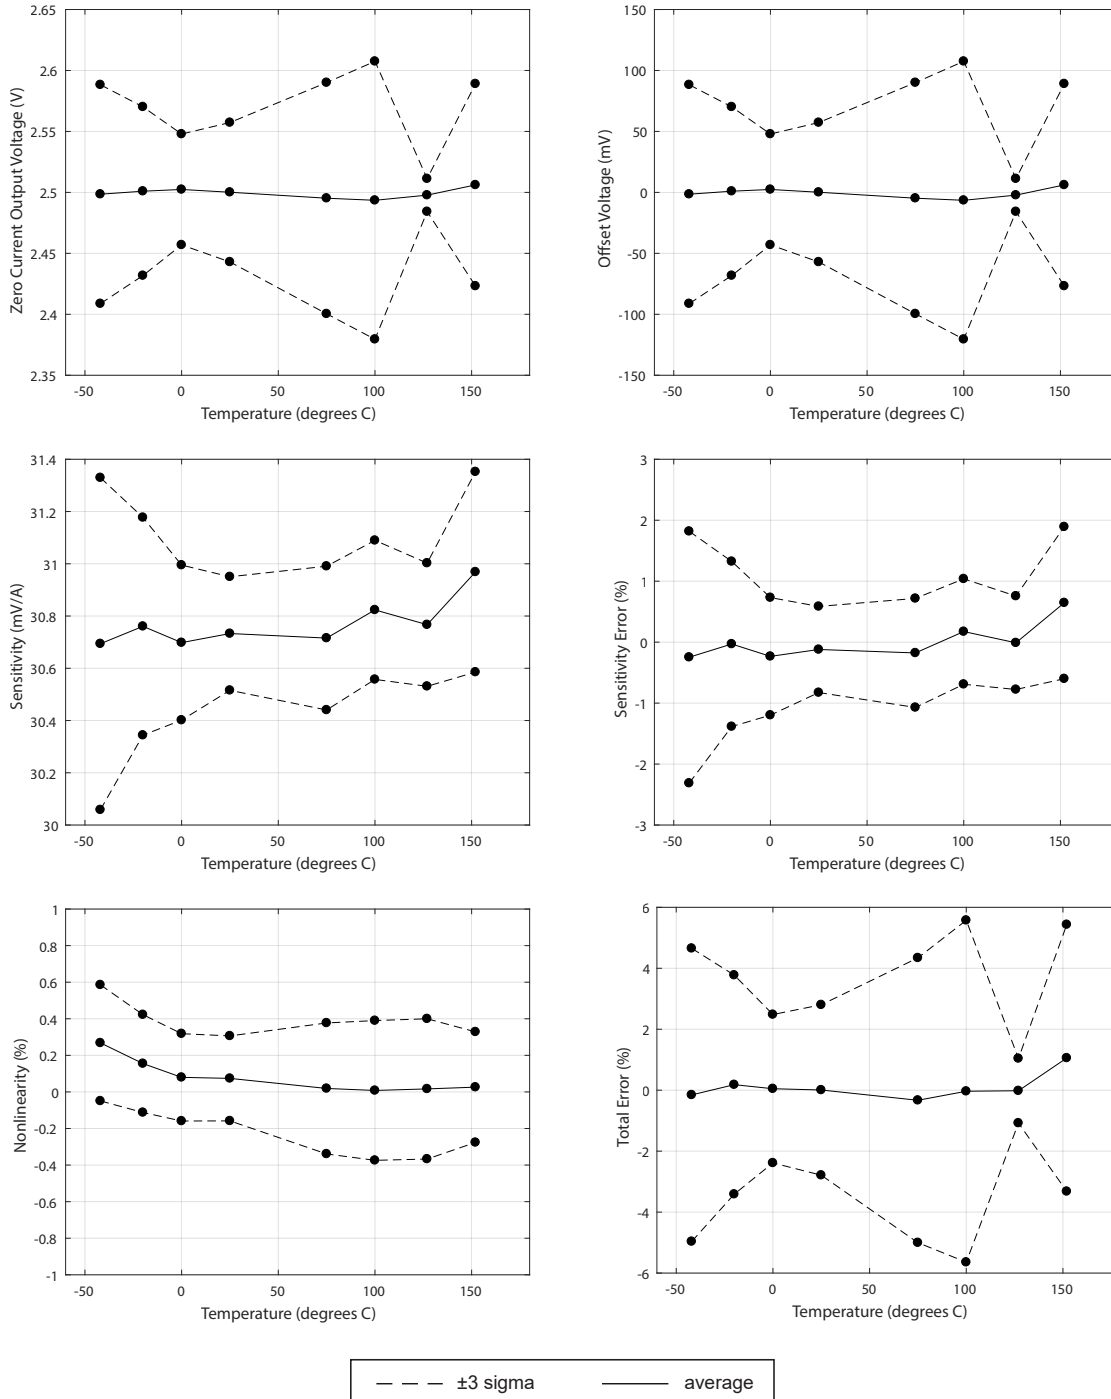 Zero Current Output Voltage (V)
2.65
2.6
2.55
2.5
2.45
2.4
2.35
-50 0 50 100 150
Temperature (degrees C)
Offset Voltage (mV)
150
100
50
0
-50
-100
-150
-50 0 50 100 150
Temperature (degrees C)
Sensitivity (mV/A)
31.4
31.2
31
30.8
30.6
30.4
30.2
30
-50 0 50 100 150
Temperature (degrees C)
Sensitivity Error (%)
3
2
1
0
-1
-2
-3
-50 0 50 100 150
Temperature (degrees C)
Nonlinearity (%)
1
0.8
0.6
0.4
0.2
0
-0.2
-0.4
-0.6
-0.8
-1
-50 0 50 100 150
Temperature (degrees C)
Total Error (%)
6
4
2
0
-2
-4
-6
-50 0 50 100 150
Temperature (degrees C)
±3 sigma average